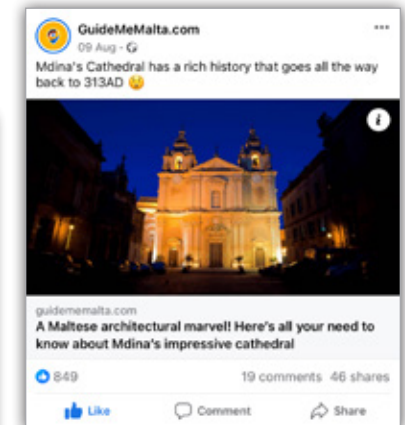 GuideMeMalta.com
09 Aug ·
Mdina's Cathedral has a rich history that goes all the way
back to 313AD 😲
i
guidememalta.com
A Maltese architectural marvel! Here's all your need to
know about Mdina's impressive cathedral
849
19 comments 46 shares
Like Comment Share